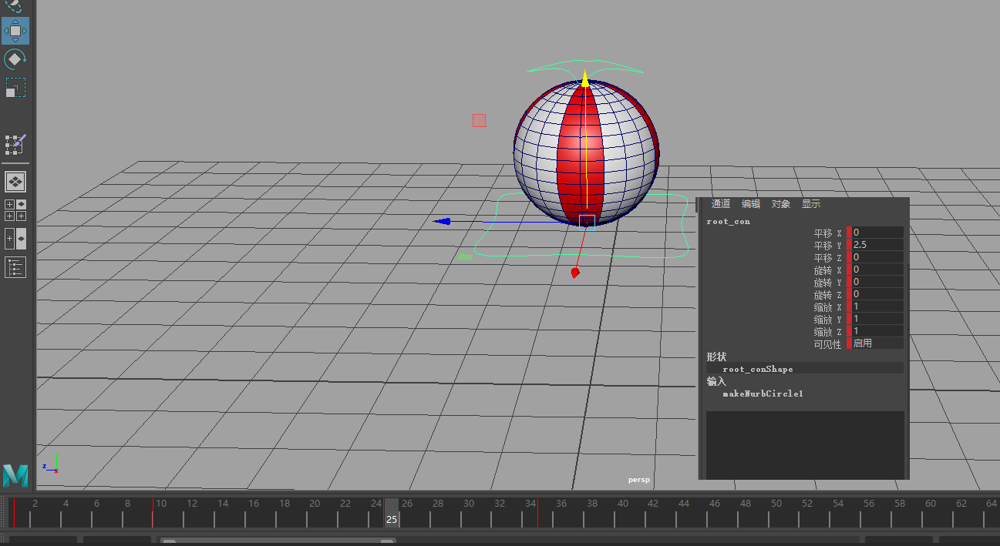 通道 编辑 对象 显示
root_con
平移 X 0
平移 Y 2.5
平移 Z 0
旋转 X 0
旋转 Y 0
旋转 Z 0
缩放 X 1
缩放 Y 1
缩放 Z 1
可见性 启用
形状
root_conShape
输入
makeNurbCircle1
z
persp
2 4 6 8 10 12 14 16 18 20 22 24 26 28 30 32 34 36 38 40 42 44 46 48 50 52 54 56 58 60 62 64
25